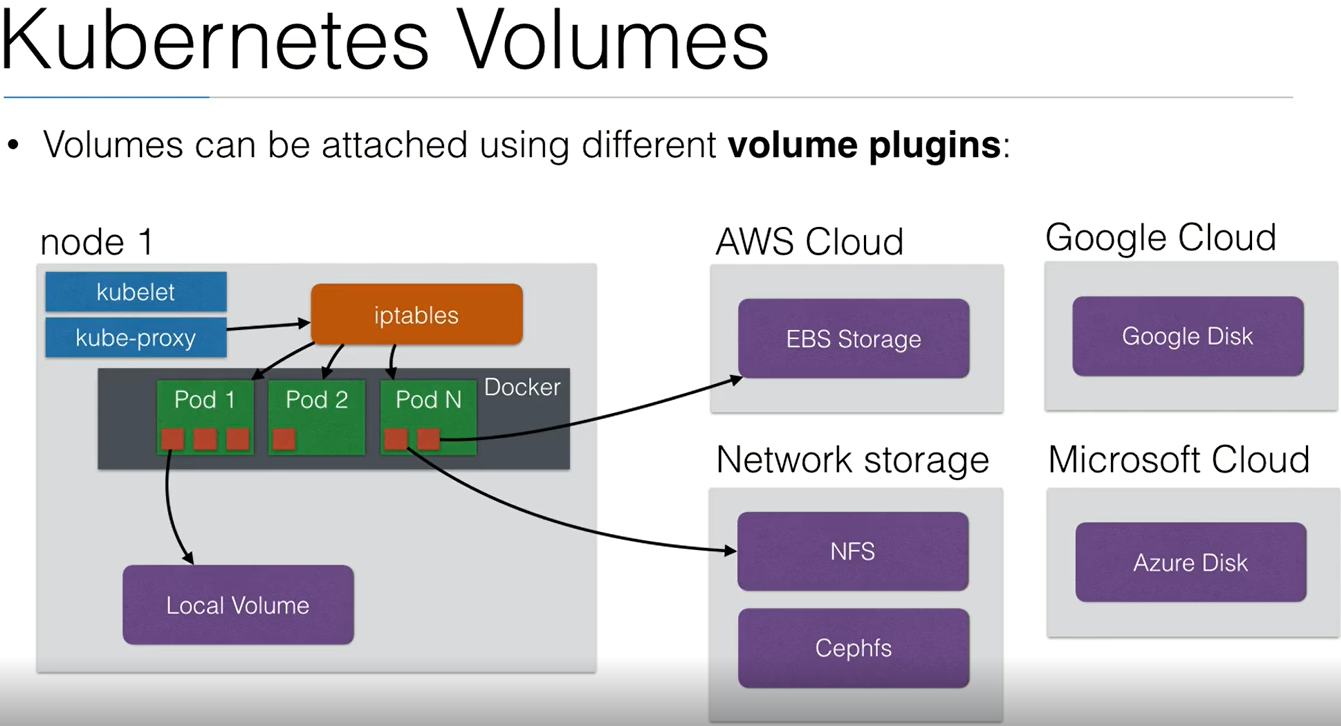 Kubernetes Volumes
• Volumes can be attached using different volume plugins:
node 1
kubelet
kube-proxy
iptables
Docker
Pod 1
Pod 2
Pod N
Local Volume
AWS Cloud
EBS Storage
Google Cloud
Google Disk
Network storage
NFS
Cephfs
Microsoft Cloud
Azure Disk